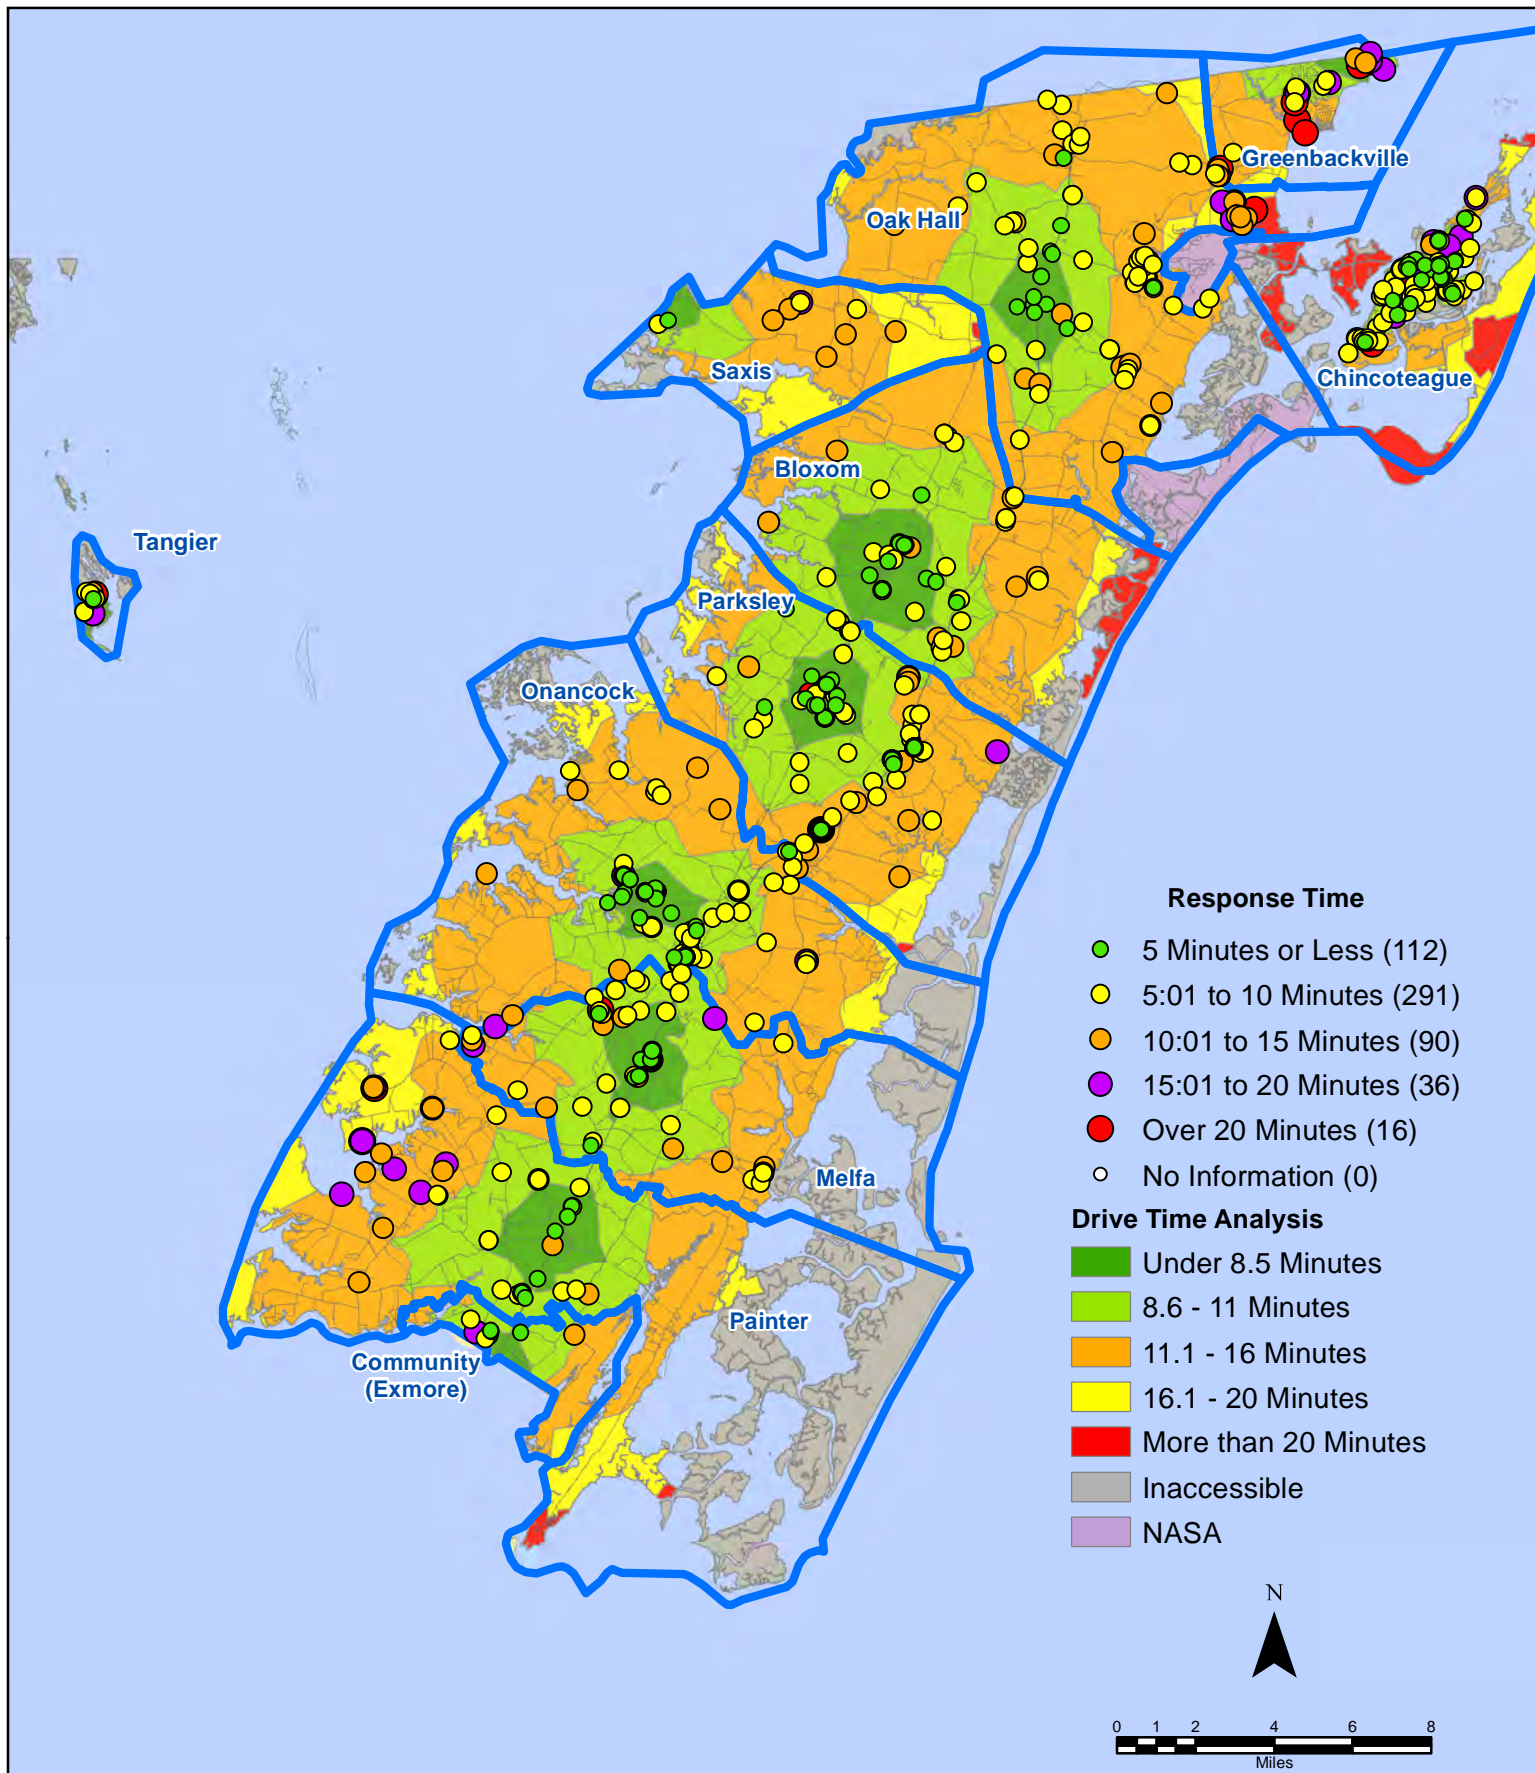 Greenbackville
Oak Hall
Saxis
Chincoteague
Bloxom
Tangier
Parksley
Onancock
Melfa
Painter
Community
(Exmore)
Response Time
5 Minutes or Less (112)
5:01 to 10 Minutes (291)
10:01 to 15 Minutes (90)
15:01 to 20 Minutes (36)
Over 20 Minutes (16)
No Information (0)
Drive Time Analysis
Under 8.5 Minutes
8.6 - 11 Minutes
11.1 - 16 Minutes
16.1 - 20 Minutes
More than 20 Minutes
Inaccessible
NASA
N
0 1 2 4 6 8
Miles